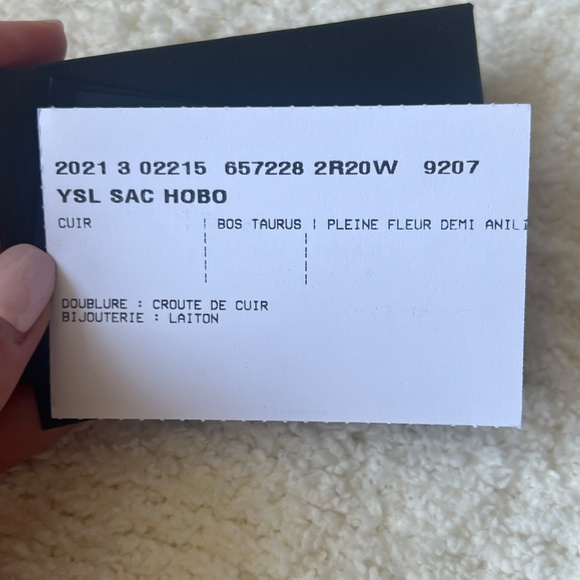 2021 3 02215 657228 2R20W 9207
YSL SAC HOBO
CUIR | BOS TAURUS | PLEINE FLEUR DEMI ANILI
DOUBLURE : CROUTE DE CUIR
BIJOUTERIE : LAITON